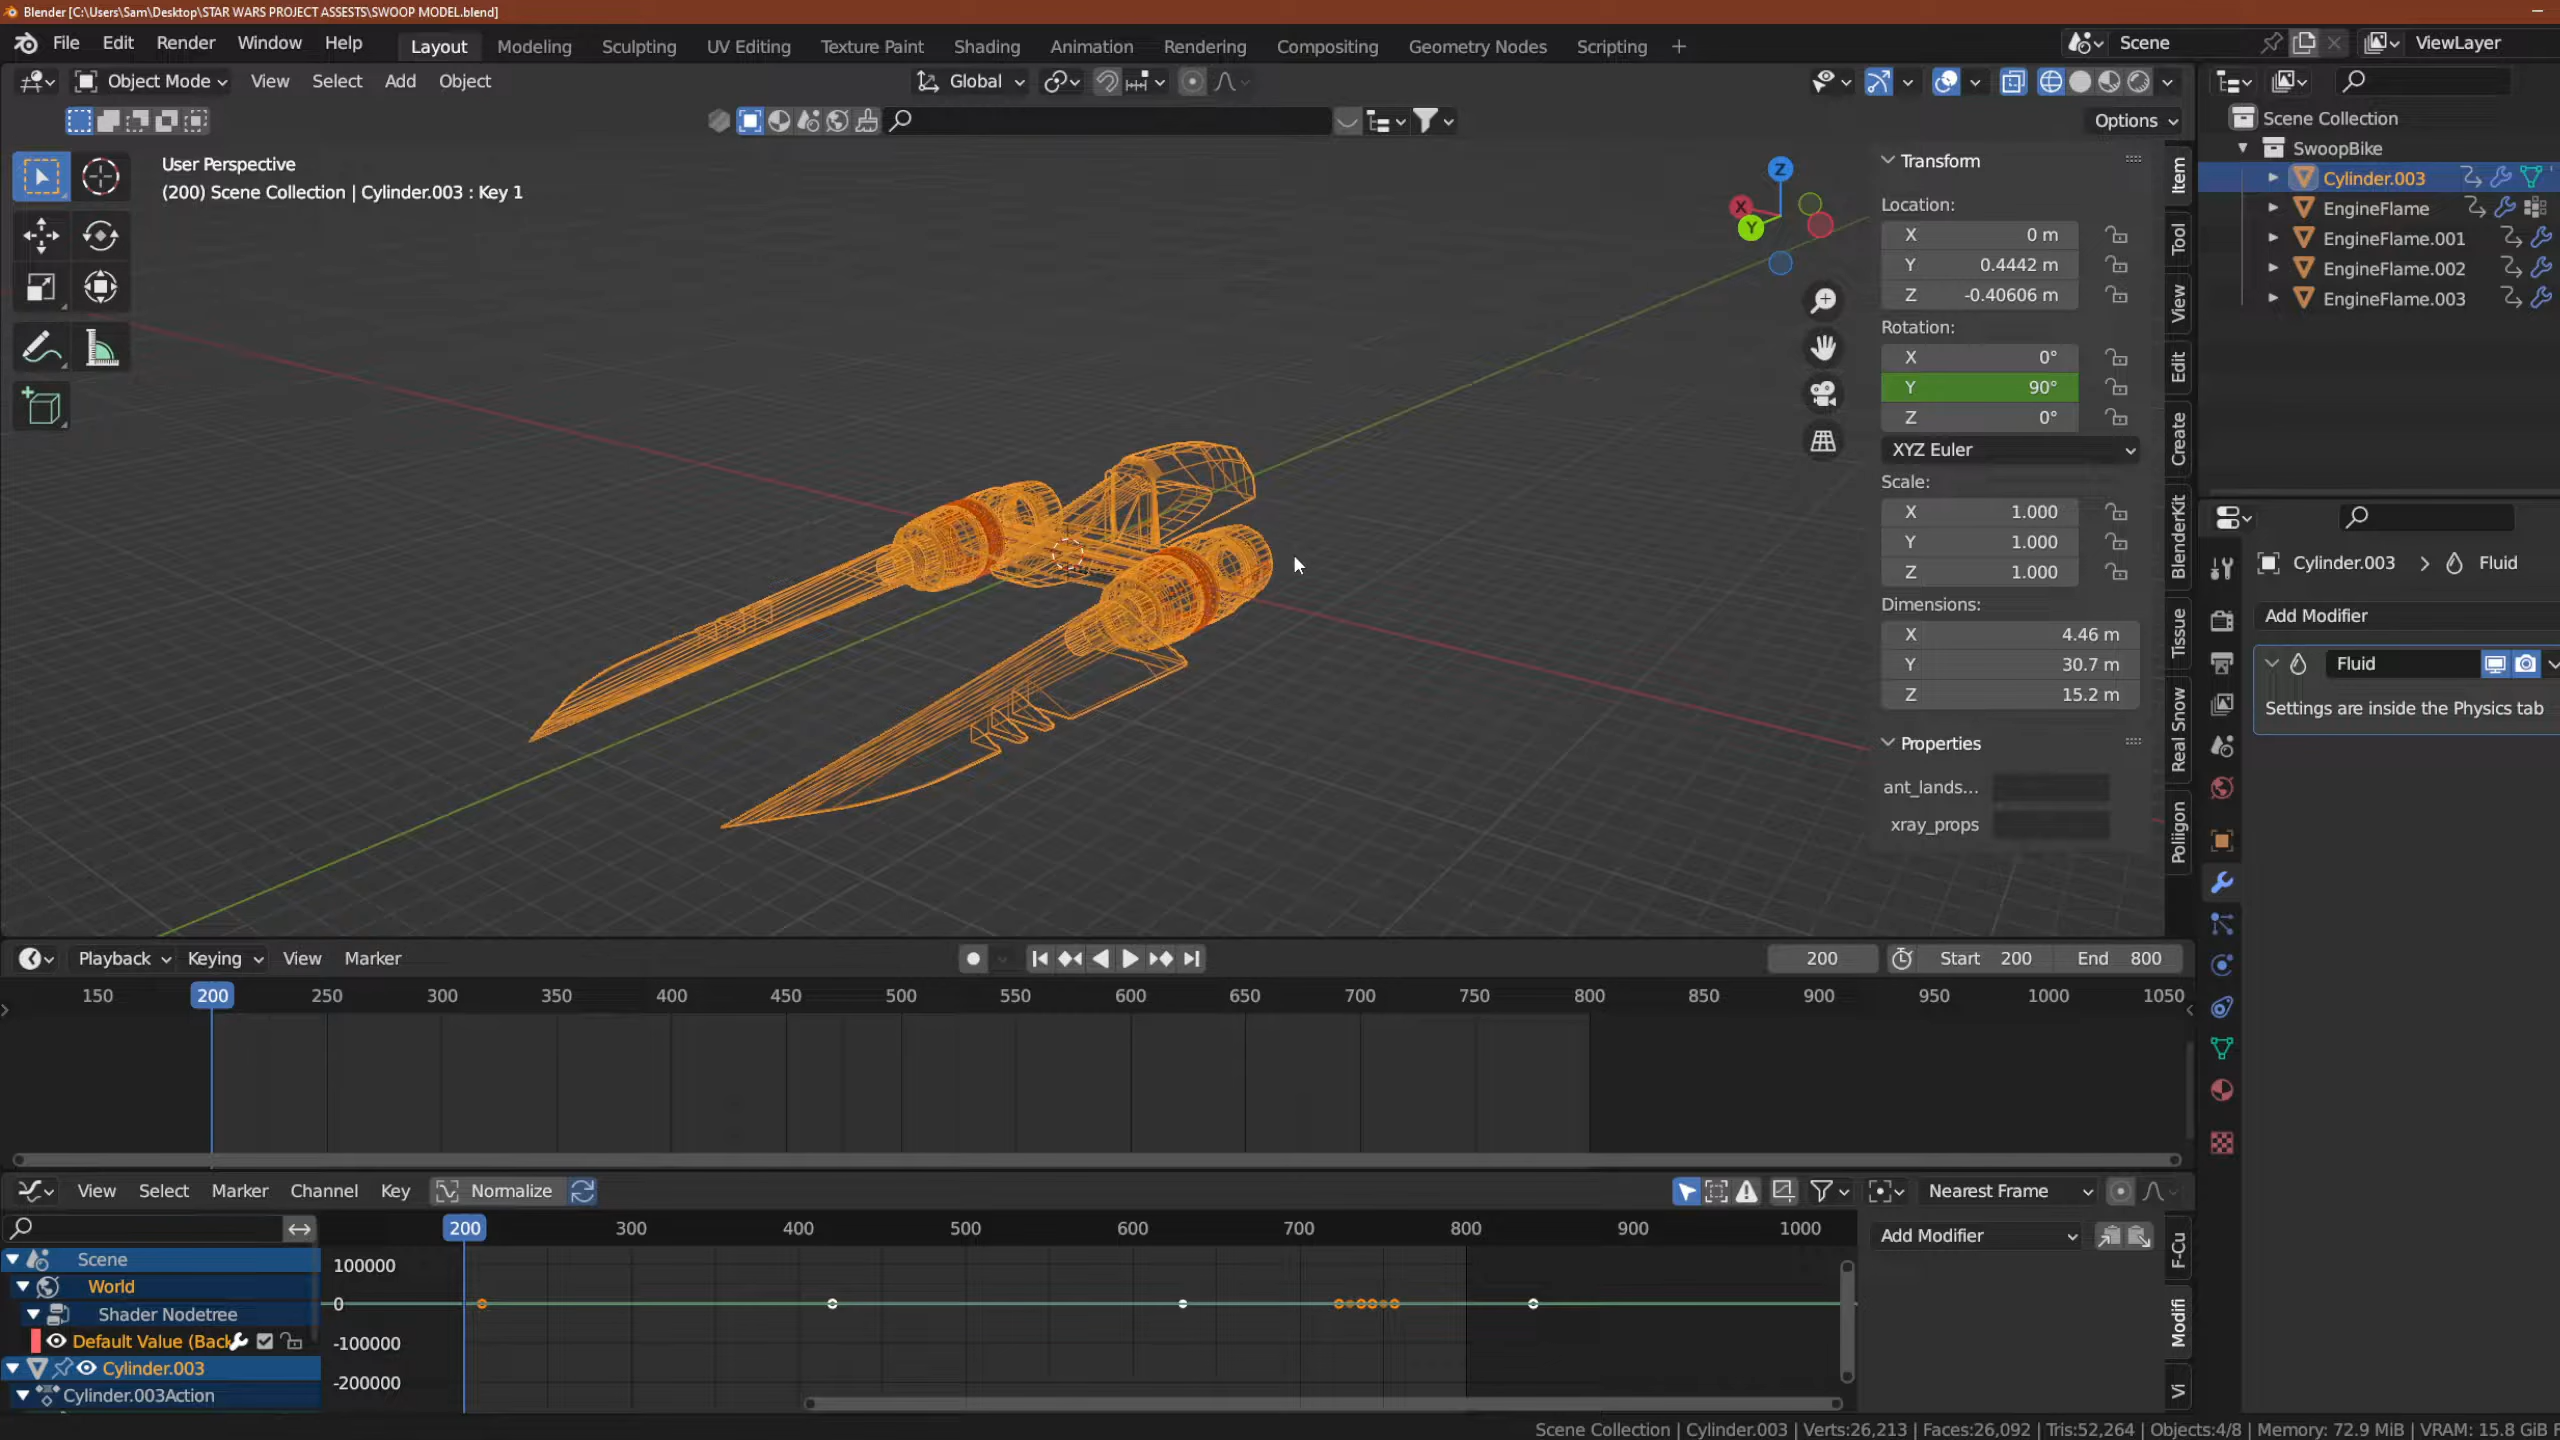 Blender [C:\Users\Sam\Desktop\STAR WARS PROJECT ASSESTS\SWOOP MODEL.blend]
File Edit Render Window Help Layout Modeling Sculpting UV Editing Texture Paint Shading Animation Rendering Compositing Geometry Nodes Scripting + Scene ViewLayer
Object Mode View Select Add Object Global
Options
User Perspective
(200) Scene Collection | Cylinder.003 : Key 1
Z
X
Y
Transform
Location:
X 0 m
Y 0.4442 m
Z -0.40606 m
Rotation:
X 0°
Y 90°
Z 0°
XYZ Euler
Scale:
X 1.000
Y 1.000
Z 1.000
Dimensions:
X 4.46 m
Y 30.7 m
Z 15.2 m
Properties
ant_lands...
xray_props
Item
Tool
View
Edit
Create
BlenderKit
Tissue
Real Snow
Poliigon
Scene Collection
SwoopBike
Cylinder.003
EngineFlame
EngineFlame.001
EngineFlame.002
EngineFlame.003
Cylinder.003 > Fluid
Add Modifier
Fluid
Settings are inside the Physics tab
Playback Keying View Marker 200 Start 200 End 800
150 200 250 300 350 400 450 500 550 600 650 700 750 800 850 900 950 1000 1050
View Select Marker Channel Key Normalize Nearest Frame
200 300 400 500 600 700 800 900 1000
Scene
World
Shader Nodetree
Default Value (Back
Cylinder.003
Cylinder.003Action
100000
0
-100000
-200000
Add Modifier
F-Cu
Modifi
Vi
Scene Collection | Cylinder.003 | Verts:26,213 | Faces:26,092 | Tris:52,264 | Objects:4/8 | Memory: 72.9 MiB | VRAM: 15.8 GiB F